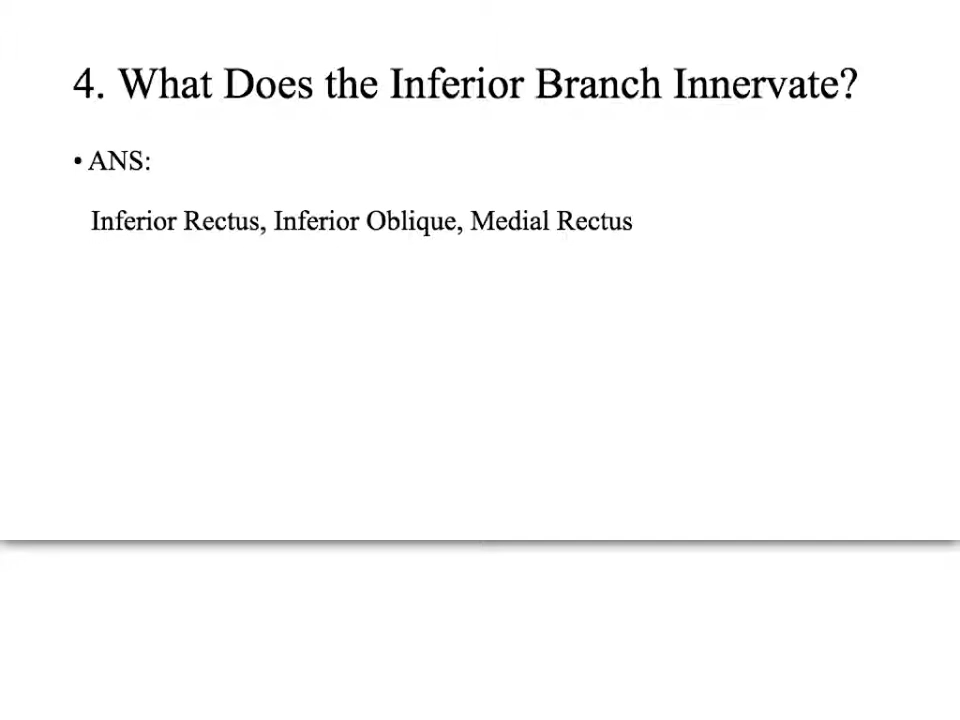 4. What Does the Inferior Branch Innervate?
• ANS:
Inferior Rectus, Inferior Oblique, Medial Rectus